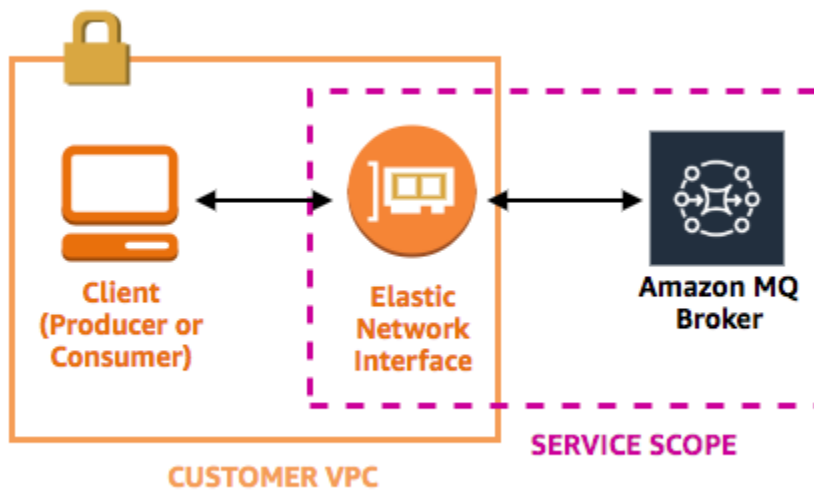 Client
(Producer or
Consumer)
Elastic
Network
Interface
Amazon MQ
Broker
SERVICE SCOPE
CUSTOMER VPC